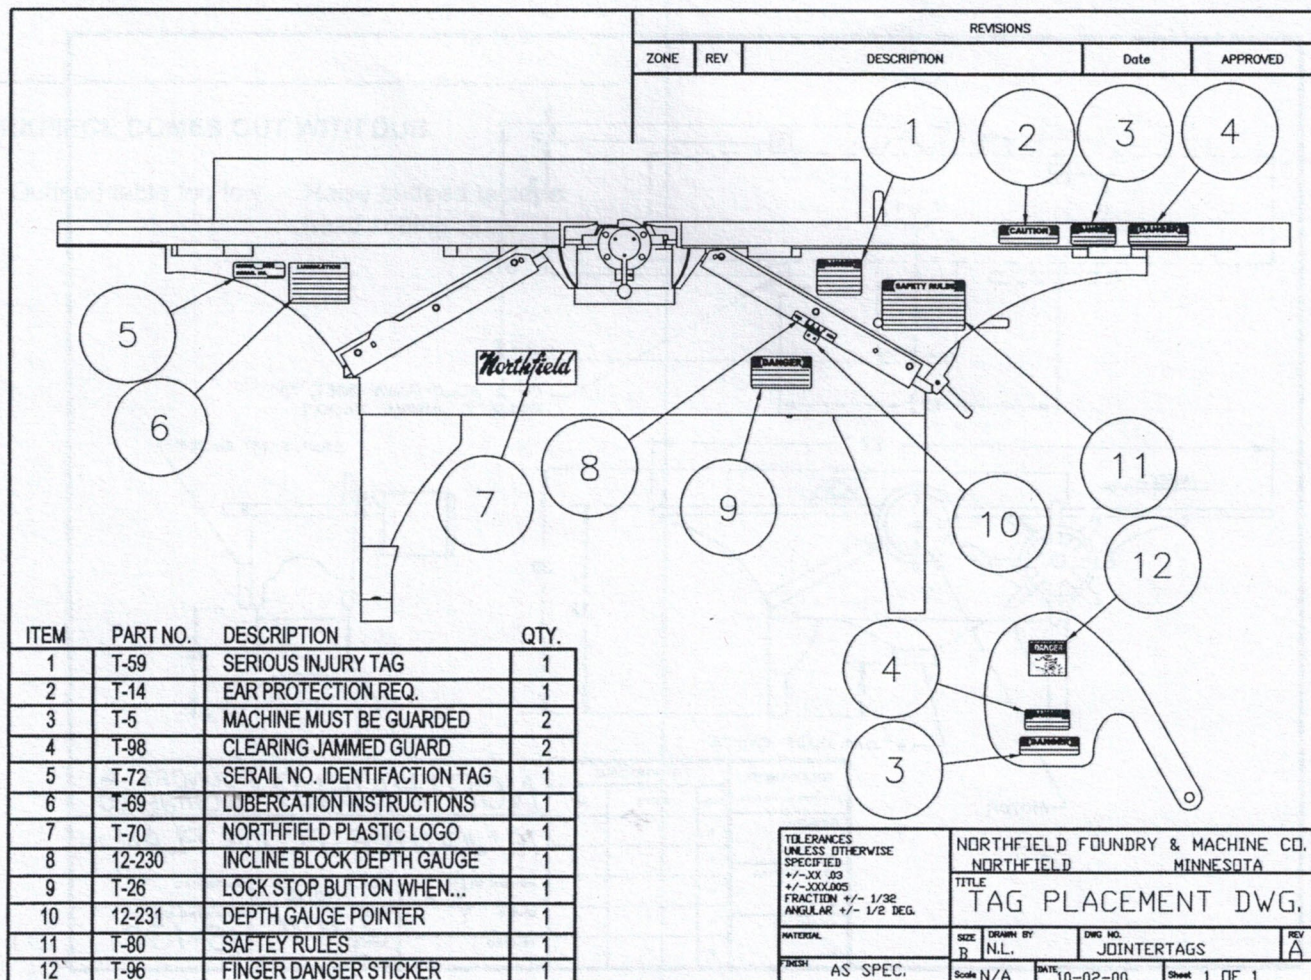 REVISIONS
ZONE REV DESCRIPTION Date APPROVED
1 2 3 4
CAUTION DANGER DANGER
LUBRICATION
SAFETY RULES
5
6
Northfield
DANGER
7 8 9 10 11 12
DANGER
4
3
DANGER
ITEM PART NO. DESCRIPTION QTY.
1 T-59 SERIOUS INJURY TAG 1
2 T-14 EAR PROTECTION REQ. 1
3 T-5 MACHINE MUST BE GUARDED 2
4 T-98 CLEARING JAMMED GUARD 2
5 T-72 SERAIL NO. IDENTIFACTION TAG 1
6 T-69 LUBERCATION INSTRUCTIONS 1
7 T-70 NORTHFIELD PLASTIC LOGO 1
8 12-230 INCLINE BLOCK DEPTH GAUGE 1
9 T-26 LOCK STOP BUTTON WHEN.... 1
10 12-231 DEPTH GAUGE POINTER 1
11 T-80 SAFTEY RULES 1
12 T-96 FINGER DANGER STICKER 1
TOLERANCES
UNLESS OTHERWISE
SPECIFIED
+/-.XX .03
+/-.XXX.005
FRACTION +/- 1/32
ANGULAR +/- 1/2 DEG.
MATERIAL
FINISH AS SPEC.
NORTHFIELD FOUNDRY & MACHINE CO.
NORTHFIELD MINNESOTA
TITLE
TAG PLACEMENT DWG.
SIZE B DRAWN BY N.L. DWG NO. JOINTERTAGS REV A
Scale N/A DATE Sheet OF 1